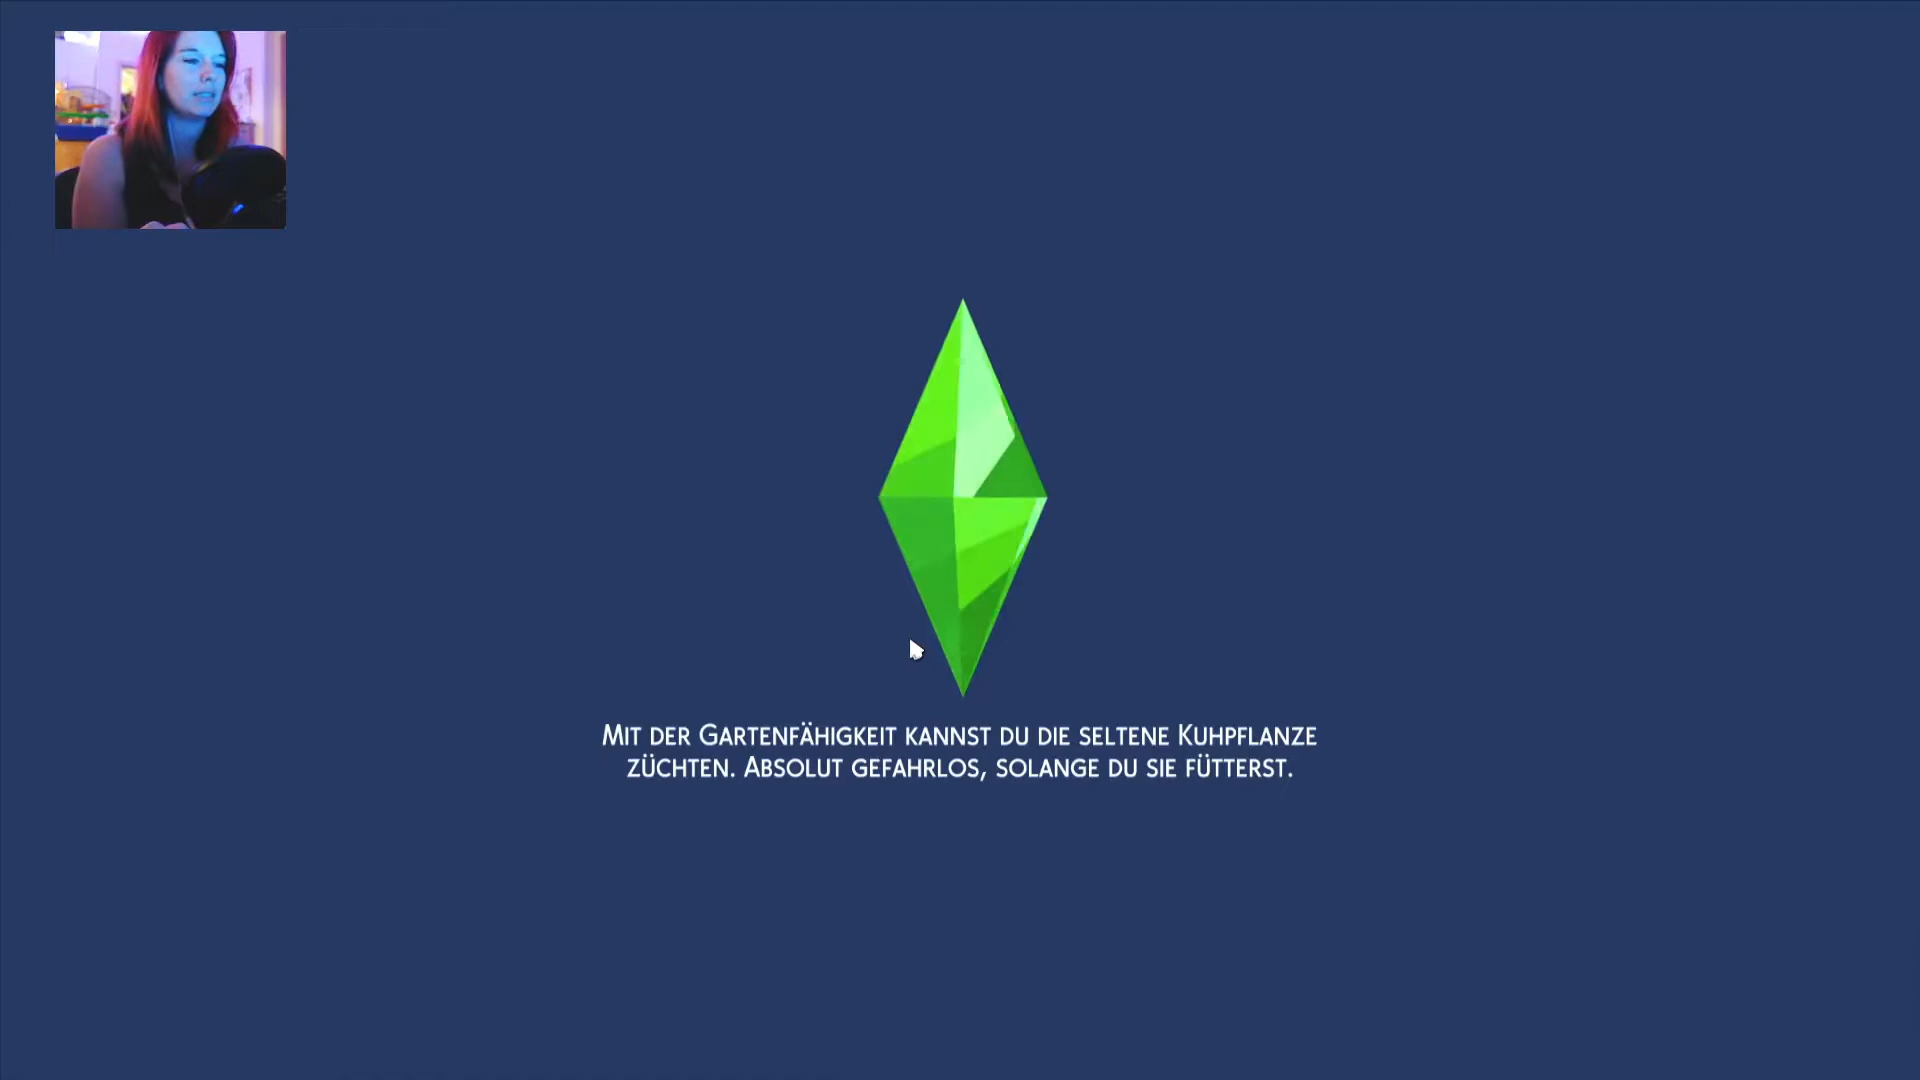 Mit der Gartenfähigkeit kannst du die seltene Kuhpflanze
züchten. Absolut gefahrlos, solange du sie fütterst.